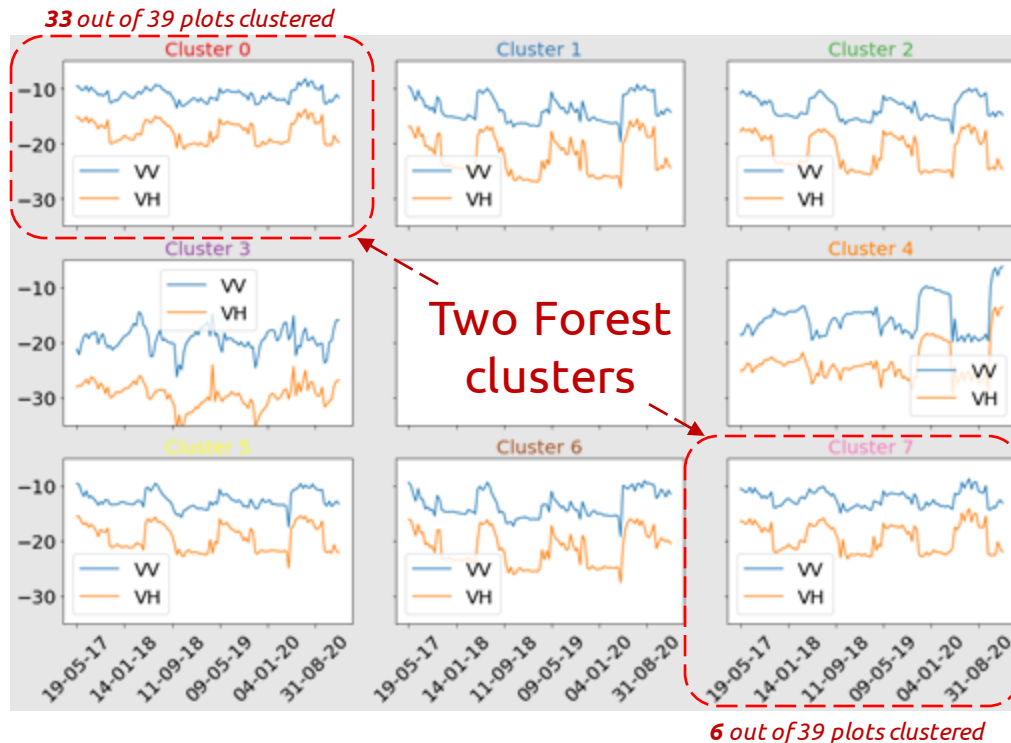 33 out of 39 plots clustered
Cluster 0
Cluster 1
Cluster 2
−10
−20
−30
VV
VH
VV
VH
VV
VH
Cluster 3
Cluster 4
−10
−20
−30
VV
VH
Two Forest
clusters
VV
VH
Cluster 5
Cluster 6
Cluster 7
−10
−20
−30
VV
VH
VV
VH
VV
VH
19-05-17
14-01-18
11-09-18
09-05-19
04-01-20
31-08-20
19-05-17
14-01-18
11-09-18
09-05-19
04-01-20
31-08-20
19-05-17
14-01-18
11-09-18
09-05-19
04-01-20
31-08-20
6 out of 39 plots clustered